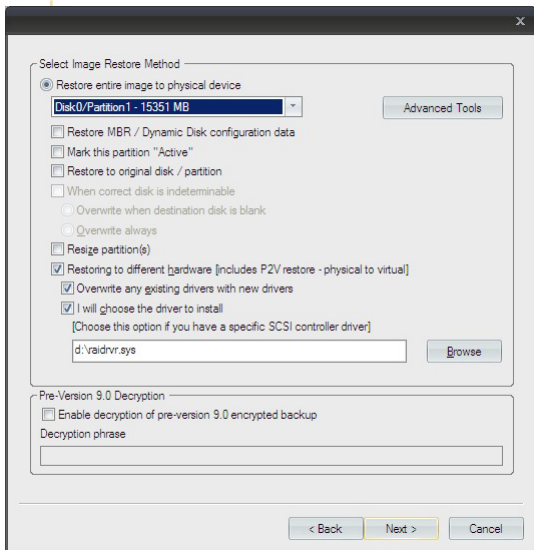 x
Select Image Restore Method
Restore entire image to physical device
Disk0/Partition1 - 15351 MB
Advanced Tools
Restore MBR / Dynamic Disk configuration data
Mark this partition "Active"
Restore to original disk / partition
When correct disk is indeterminable
Overwrite when destination disk is blank
Overwrite always
Resize partition(s)
Restoring to different hardware [includes P2V restore - physical to virtual]
Overwrite any existing drivers with new drivers
I will choose the driver to install
[Choose this option if you have a specific SCSI controller driver]
d:\raidrvr.sys
Browse
Pre-Version 9.0 Decryption
Enable decryption of pre-version 9.0 encrypted backup
Decryption phrase
< Back
Next >
Cancel